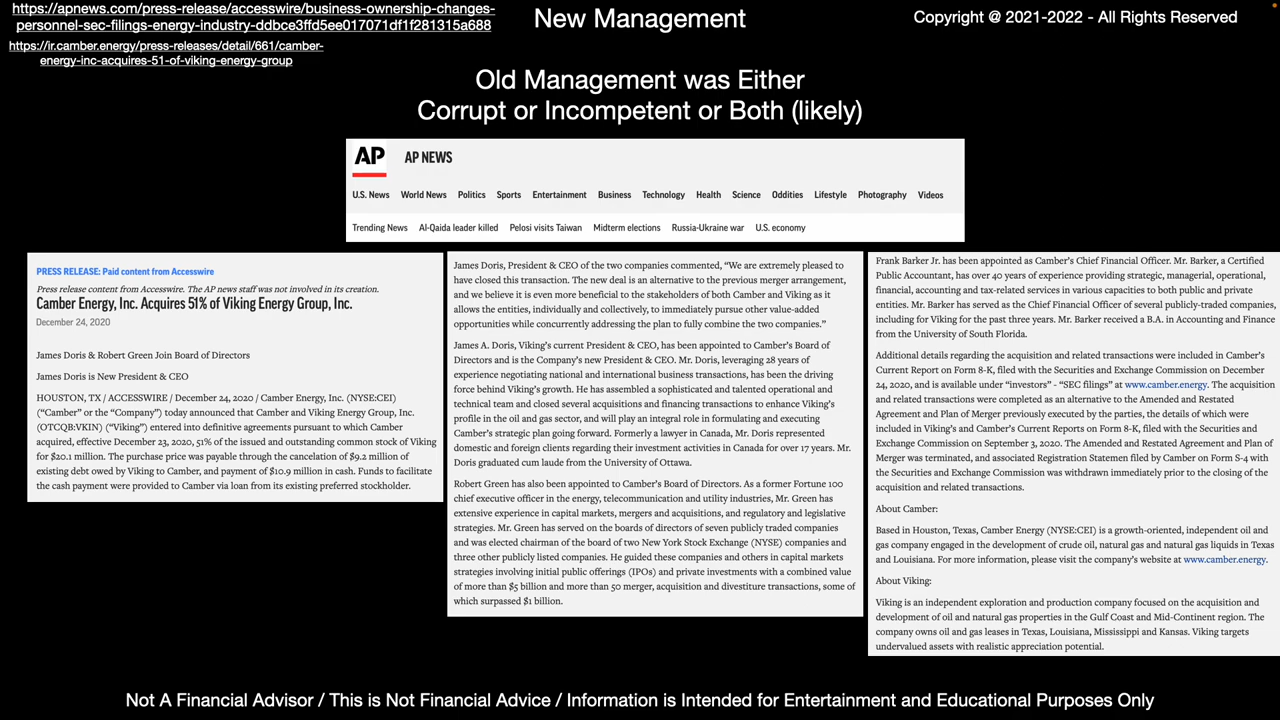 https://apnews.com/press-release/accesswire/business-ownership-changes-
personnel-sec-filings-energy-industry-ddbce3ffd5ee017071df1f281315a688
https://ir.camber.energy/press-releases/detail/661/camber-
energy-inc-acquires-51-of-viking-energy-group
New Management
Copyright @ 2021-2022 - All Rights Reserved
Old Management was Either
Corrupt or Incompetent or Both (likely)
AP AP NEWS
U.S. News World News Politics Sports Entertainment Business Technology Health Science Oddities Lifestyle Photography Videos
Trending News Al-Qaida leader killed Pelosi visits Taiwan Midterm elections Russia-Ukraine war U.S. economy
PRESS RELEASE: Paid content from Accesswire
Press release content from Accesswire. The AP news staff was not involved in its creation.
Camber Energy, Inc. Acquires 51% of Viking Energy Group, Inc.
December 24, 2020
James Doris & Robert Green Join Board of Directors
James Doris is New President & CEO
HOUSTON, TX / ACCESSWIRE / December 24, 2020 / Camber Energy, Inc. (NYSE:CEI)
("Camber" or the "Company") today announced that Camber and Viking Energy Group, Inc.
(OTCQB:VKIN) ("Viking") entered into definitive agreements pursuant to which Camber
acquired, effective December 23, 2020, 51% of the issued and outstanding common stock of Viking
for $20.1 million. The purchase price was payable through the cancelation of $9.2 million of
existing debt owed by Viking to Camber, and payment of $10.9 million in cash. Funds to facilitate
the cash payment were provided to Camber via loan from its existing preferred stockholder.
James Doris, President & CEO of the two companies commented, "We are extremely pleased to
have closed this transaction. The new deal is an alternative to the previous merger arrangement,
and we believe it is even more beneficial to the stakeholders of both Camber and Viking as it
allows the entities, individually and collectively, to immediately pursue other value-added
opportunities while concurrently addressing the plan to fully combine the two companies."
James A. Doris, Viking's current President & CEO, has been appointed to Camber's Board of
Directors and is the Company's new President & CEO. Mr. Doris, leveraging 28 years of
experience negotiating national and international business transactions, has been the driving
force behind Viking's growth. He has assembled a sophisticated and talented operational and
technical team and closed several acquisitions and financing transactions to enhance Viking's
profile in the oil and gas sector, and will play an integral role in formulating and executing
Camber's strategic plan going forward. Formerly a lawyer in Canada, Mr. Doris represented
domestic and foreign clients regarding their investment activities in Canada for over 17 years. Mr.
Doris graduated cum laude from the University of Ottawa.
Robert Green has also been appointed to Camber's Board of Directors. As a former Fortune 100
chief executive officer in the energy, telecommunication and utility industries, Mr. Green has
extensive experience in capital markets, mergers and acquisitions, and regulatory and legislative
strategies. Mr. Green has served on the boards of directors of seven publicly traded companies
and was elected chairman of the board of two New York Stock Exchange (NYSE) companies and
three other publicly listed companies. He guided these companies and others in capital markets
strategies involving initial public offerings (IPOs) and private investments with a combined value
of more than $5 billion and more than 50 merger, acquisition and divestiture transactions, some of
which surpassed $1 billion.
Frank Barker Jr. has been appointed as Camber's Chief Financial Officer. Mr. Barker, a Certified
Public Accountant, has over 40 years of experience providing strategic, managerial, operational,
financial, accounting and tax-related services in various capacities to both public and private
entities. Mr. Barker has served as the Chief Financial Officer of several publicly-traded companies,
including for Viking for the past three years. Mr. Barker received a B.A. in Accounting and Finance
from the University of South Florida.
Additional details regarding the acquisition and related transactions were included in Camber's
Current Report on Form 8-K, filed with the Securities and Exchange Commission on December
24, 2020, and is available under "investors" - "SEC filings" at www.camber.energy. The acquisition
and related transactions were completed as an alternative to the Amended and Restated
Agreement and Plan of Merger previously executed by the parties, the details of which were
included in Viking's and Camber's Current Reports on Form 8-K, filed with the Securities and
Exchange Commission on September 3, 2020. The Amended and Restated Agreement and Plan of
Merger was terminated, and associated Registration Statemen filed by Camber on Form S-4 with
the Securities and Exchange Commission was withdrawn immediately prior to the closing of the
acquisition and related transactions.
About Camber:
Based in Houston, Texas, Camber Energy (NYSE:CEI) is a growth-oriented, independent oil and
gas company engaged in the development of crude oil, natural gas and natural gas liquids in Texas
and Louisiana. For more information, please visit the company's website at www.camber.energy.
About Viking:
Viking is an independent exploration and production company focused on the acquisition and
development of oil and natural gas properties in the Gulf Coast and Mid-Continent region. The
company owns oil and gas leases in Texas, Louisiana, Mississippi and Kansas. Viking targets
undervalued assets with realistic appreciation potential.
Not A Financial Advisor / This is Not Financial Advice / Information is Intended for Entertainment and Educational Purposes Only